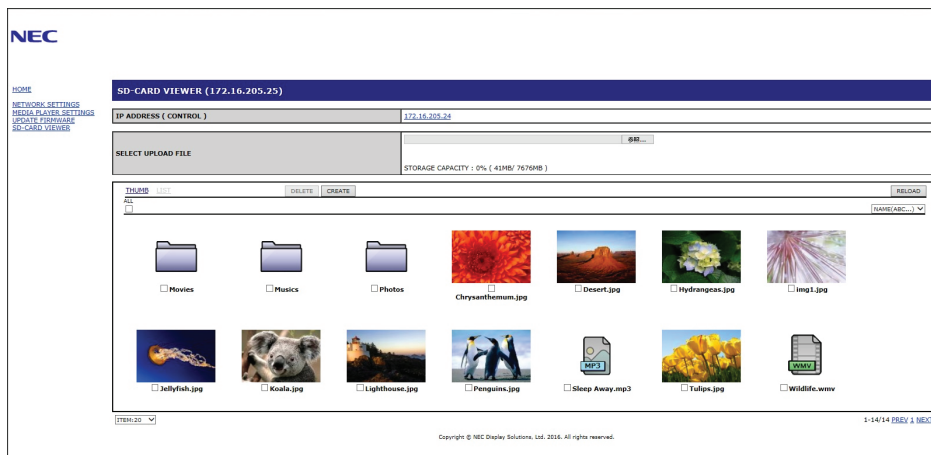 NEC
HOME
NETWORK SETTINGS
MEDIA PLAYER SETTINGS
UPDATE FIRMWARE
SD-CARD VIEWER
SD-CARD VIEWER (172.16.205.25)
IP ADDRESS ( CONTROL )
172.16.205.24
SELECT UPLOAD FILE
参照...
STORAGE CAPACITY : 0% ( 41MB/ 7676MB )
THUMB LIST DELETE CREATE RELOAD
ALL
NAME(ABC...)
Movies Musics Photos Chrysanthemum.jpg Desert.jpg Hydrangeas.jpg img1.jpg
MP3 WMV
Jellyfish.jpg Koala.jpg Lighthouse.jpg Penguins.jpg Sleep Away.mp3 Tulips.jpg Wildlife.wmv
ITEM:20
1-14/14 PREV 1 NEXT
Copyright © NEC Display Solutions, Ltd. 2016. All rights reserved.